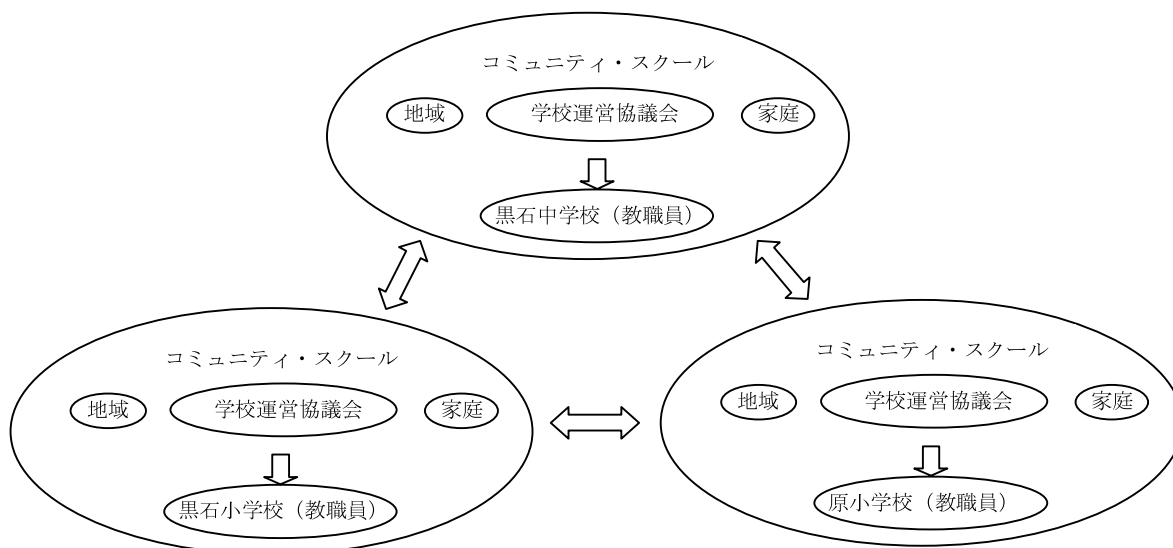 コミュニティ・スクール
地域 学校運営協議会 家庭
黒石中学校（教職員）
コミュニティ・スクール
地域 学校運営協議会 家庭
黒石小学校（教職員）
コミュニティ・スクール
地域 学校運営協議会 家庭
原小学校（教職員）